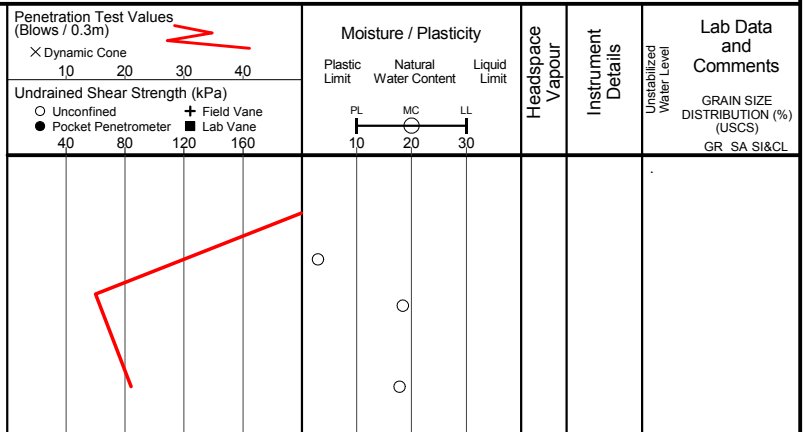 Penetration Test Values
(Blows / 0.3m)
× Dynamic Cone
10 20 30 40
Undrained Shear Strength (kPa)
○ Unconfined + Field Vane
● Pocket Penetrometer ■ Lab Vane
40 80 120 160
Moisture / Plasticity
Plastic Limit
Natural Water Content
Liquid Limit
PL MC LL
10 20 30
Headspace Vapour
Instrument Details
Unstabilized Water Level
Lab Data
and
Comments
GRAIN SIZE
DISTRIBUTION (%)
(USCS)
GR SA SI&CL